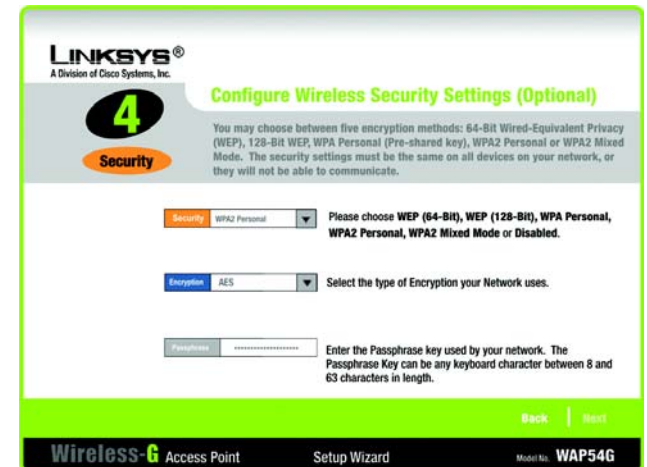 LINKSYS®
A Division of Cisco Systems, Inc.
4
Security
Configure Wireless Security Settings (Optional)
You may choose between five encryption methods: 64-Bit Wired-Equivalent Privacy
(WEP), 128-Bit WEP, WPA Personal (Pre-shared key), WPA2 Personal or WPA2 Mixed
Mode. The security settings must be the same on all devices on your network, or
they will not be able to communicate.
Security WPA2 Personal
Please choose WEP (64-Bit), WEP (128-Bit), WPA Personal,
WPA2 Personal, WPA2 Mixed Mode or Disabled.
Encryption AES
Select the type of Encryption your Network uses.
Passphrase ********************
Enter the Passphrase key used by your network. The
Passphrase Key can be any keyboard character between 8 and
63 characters in length.
Back Next
Wireless-G Access Point Setup Wizard Model No. WAP54G